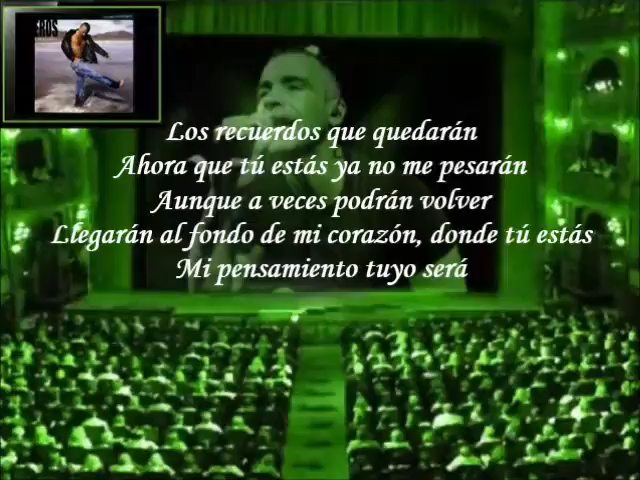 EROS
Los recuerdos que quedarán
Ahora que tú estás ya no me pesarán
Aunque a veces podrán volver
Llegarán al fondo de mi corazón, donde tú estás
Mi pensamiento tuyo será